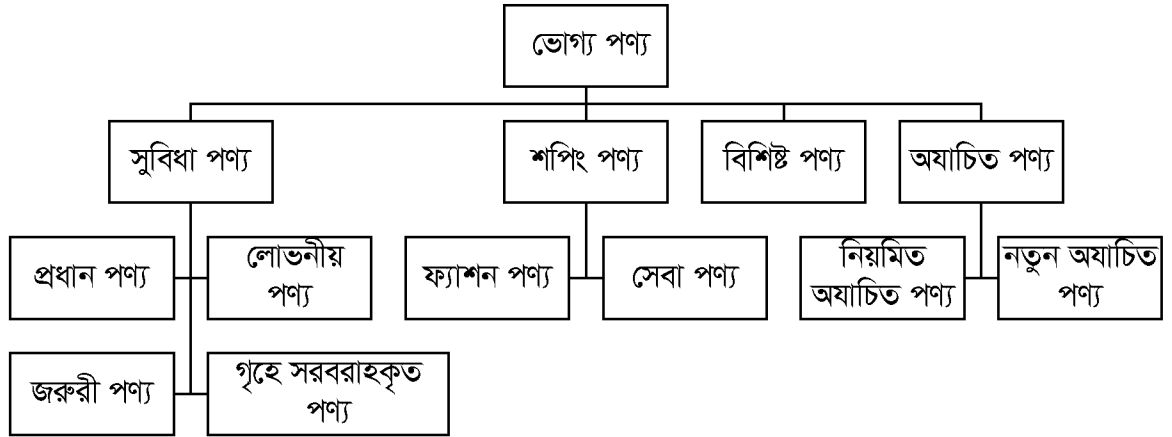 ভোগ্য পণ্য
সুবিধা পণ্য
শপিং পণ্য
বিশিষ্ট পণ্য
অযাচিত পণ্য
প্রধান পণ্য
লোভনীয়
পণ্য
ফ্যাশন পণ্য
সেবা পণ্য
নিয়মিত
অযাচিত পণ্য
নতুন অযাচিত
পণ্য
জরুরী পণ্য
গৃহে সরবরাহকৃত
পণ্য